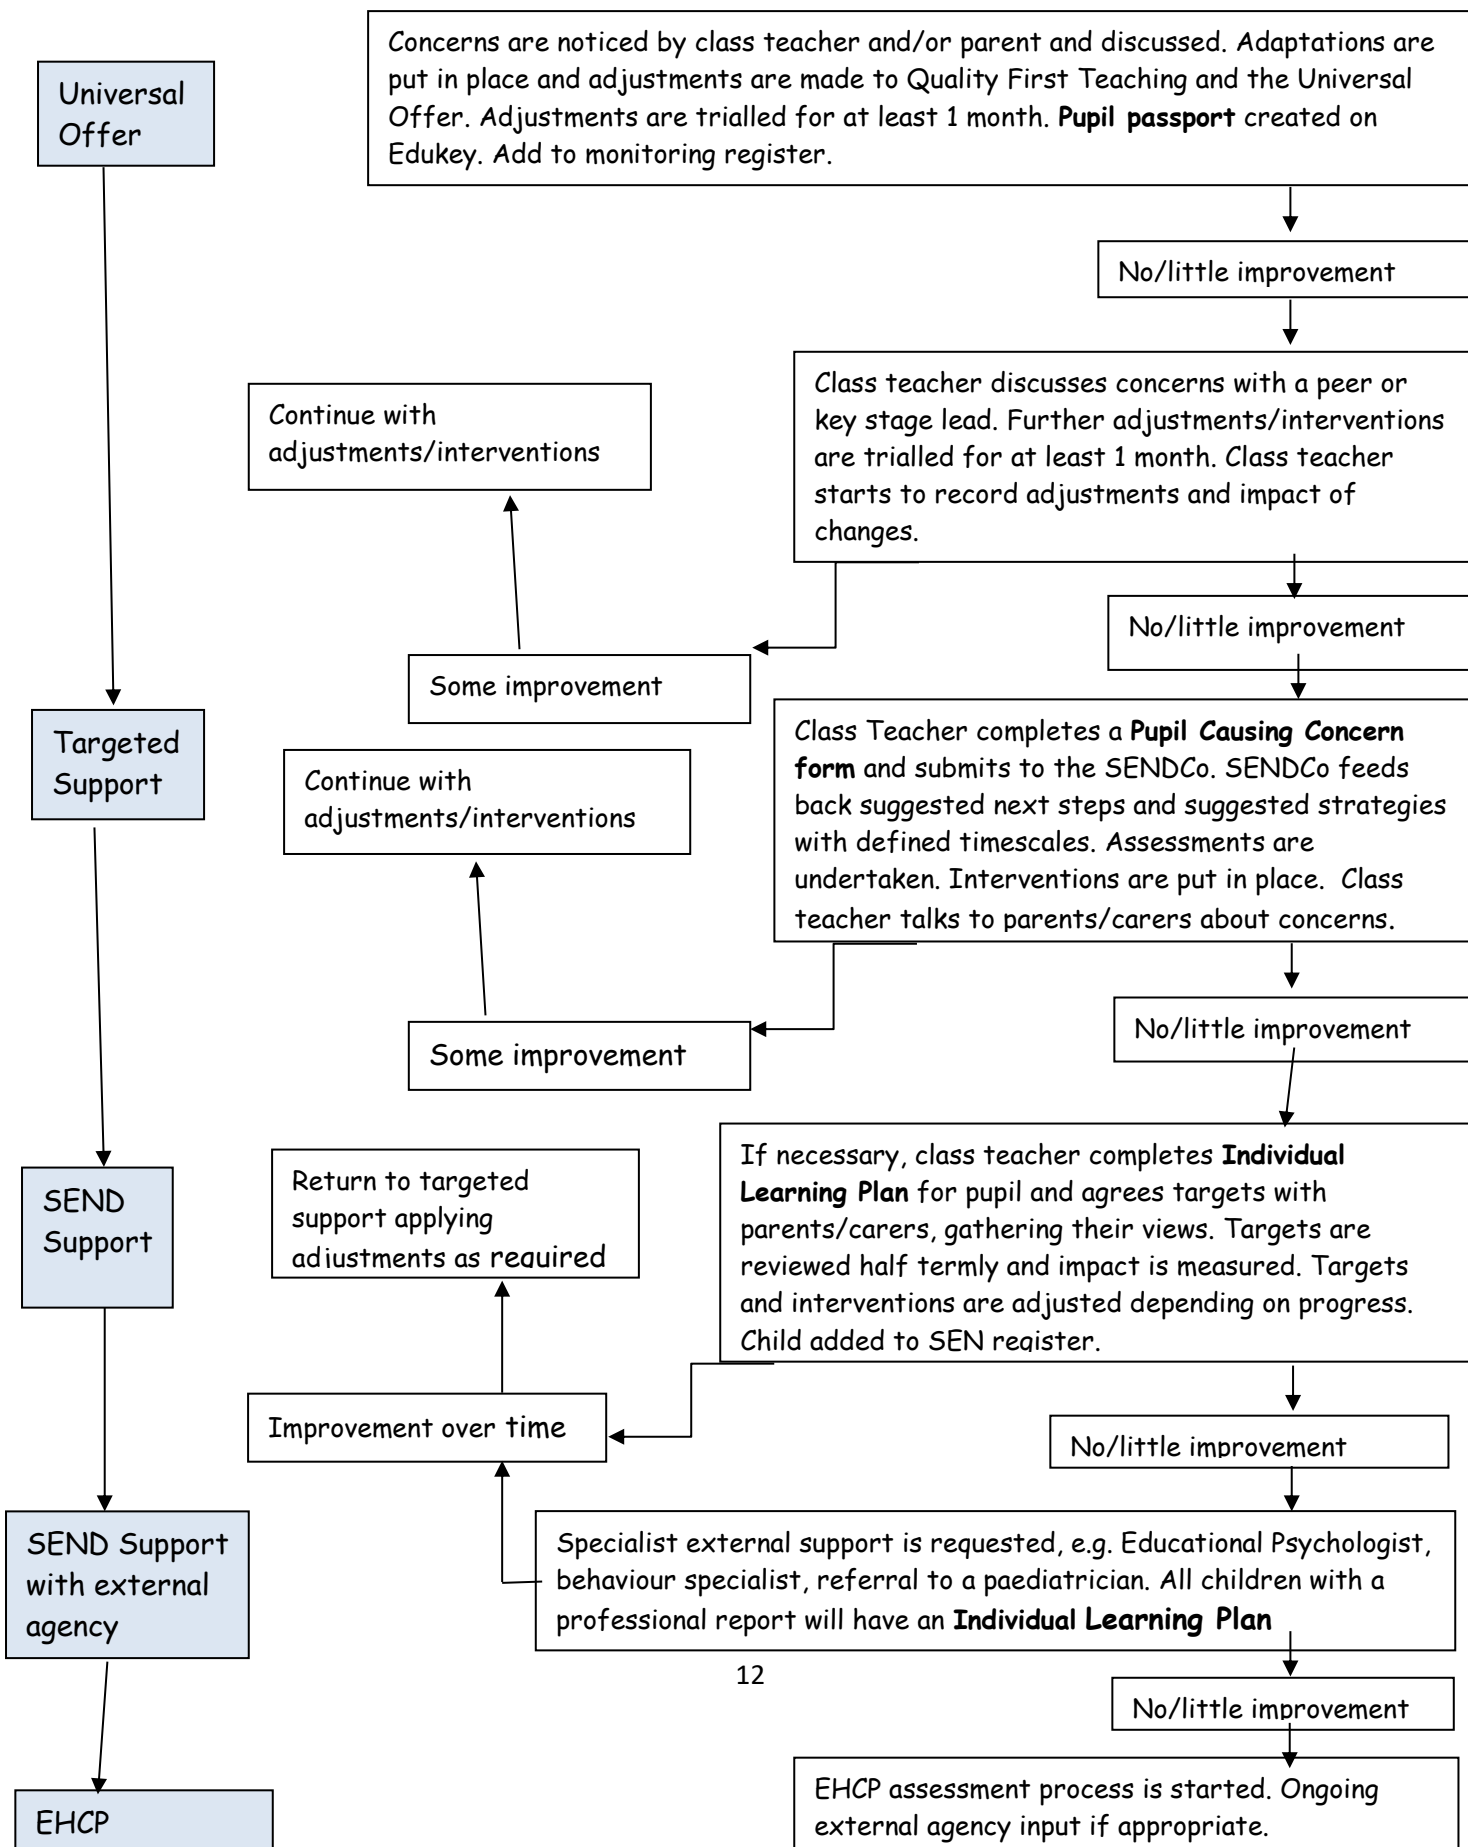 Universal
Offer
Concerns are noticed by class teacher and/or parent and discussed. Adaptations are
put in place and adjustments are made to Quality First Teaching and the Universal
Offer. Adjustments are trialled for at least 1 month. Pupil passport created on
Edukey. Add to monitoring register.
No/little improvement
Class teacher discusses concerns with a peer or
key stage lead. Further adjustments/interventions
are trialled for at least 1 month. Class teacher
starts to record adjustments and impact of
changes.
Continue with
adjustments/interventions
Some improvement
No/little improvement
Targeted
Support
Class Teacher completes a Pupil Causing Concern
form and submits to the SENDCo. SENDCo feeds
back suggested next steps and suggested strategies
with defined timescales. Assessments are
undertaken. Interventions are put in place.  Class
teacher talks to parents/carers about concerns.
Continue with
adjustments/interventions
Some improvement
No/little improvement
SEND
Support
If necessary, class teacher completes Individual
Learning Plan for pupil and agrees targets with
parents/carers, gathering their views. Targets are
reviewed half termly and impact is measured. Targets
and interventions are adjusted depending on progress.
Child added to SEN register.
Return to targeted
support applying
adjustments as required
Improvement over time
No/little improvement
SEND Support
with external
agency
Specialist external support is requested, e.g. Educational Psychologist,
behaviour specialist, referral to a paediatrician. All children with a
professional report will have an Individual Learning Plan
12
No/little improvement
EHCP
EHCP assessment process is started. Ongoing
external agency input if appropriate.